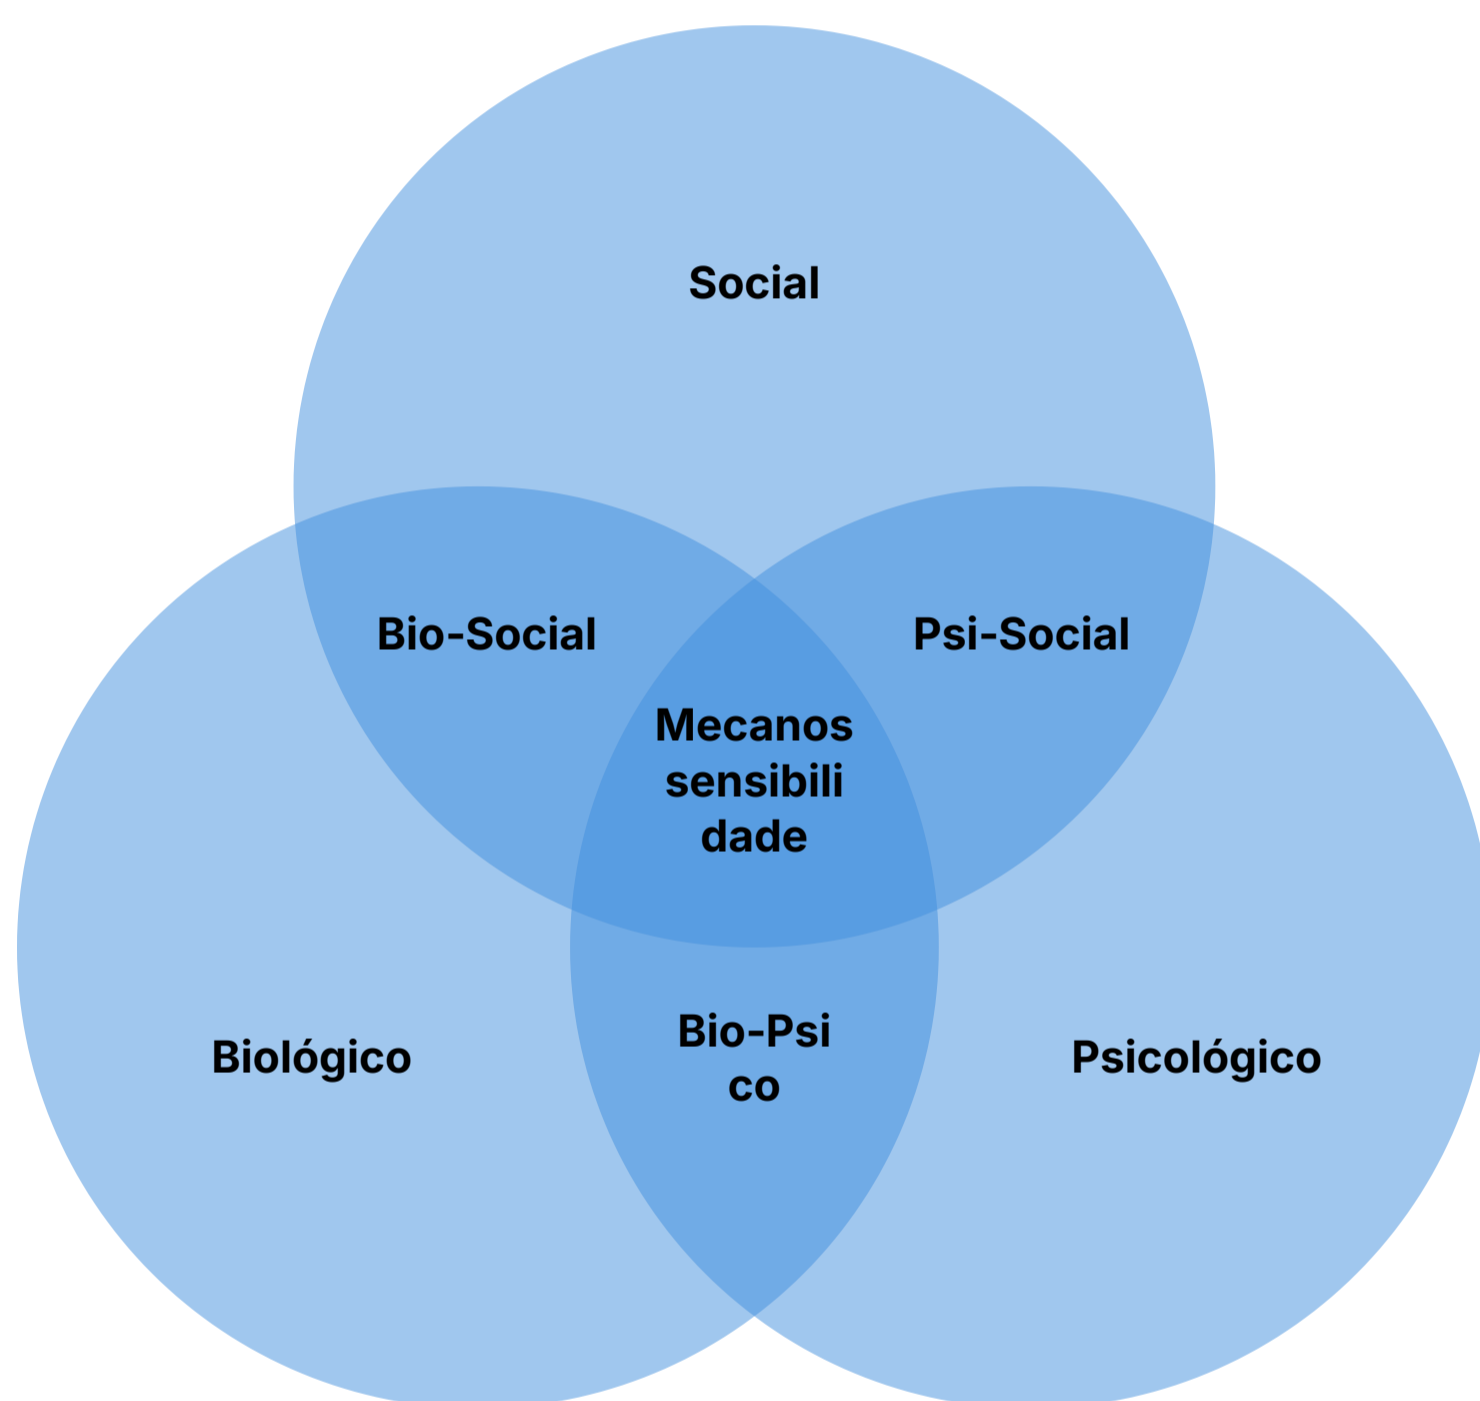 Social
Bio-Social
Psi-Social
Mecanos
sensibili
dade
Bio-Psi
co
Biológico
Psicológico